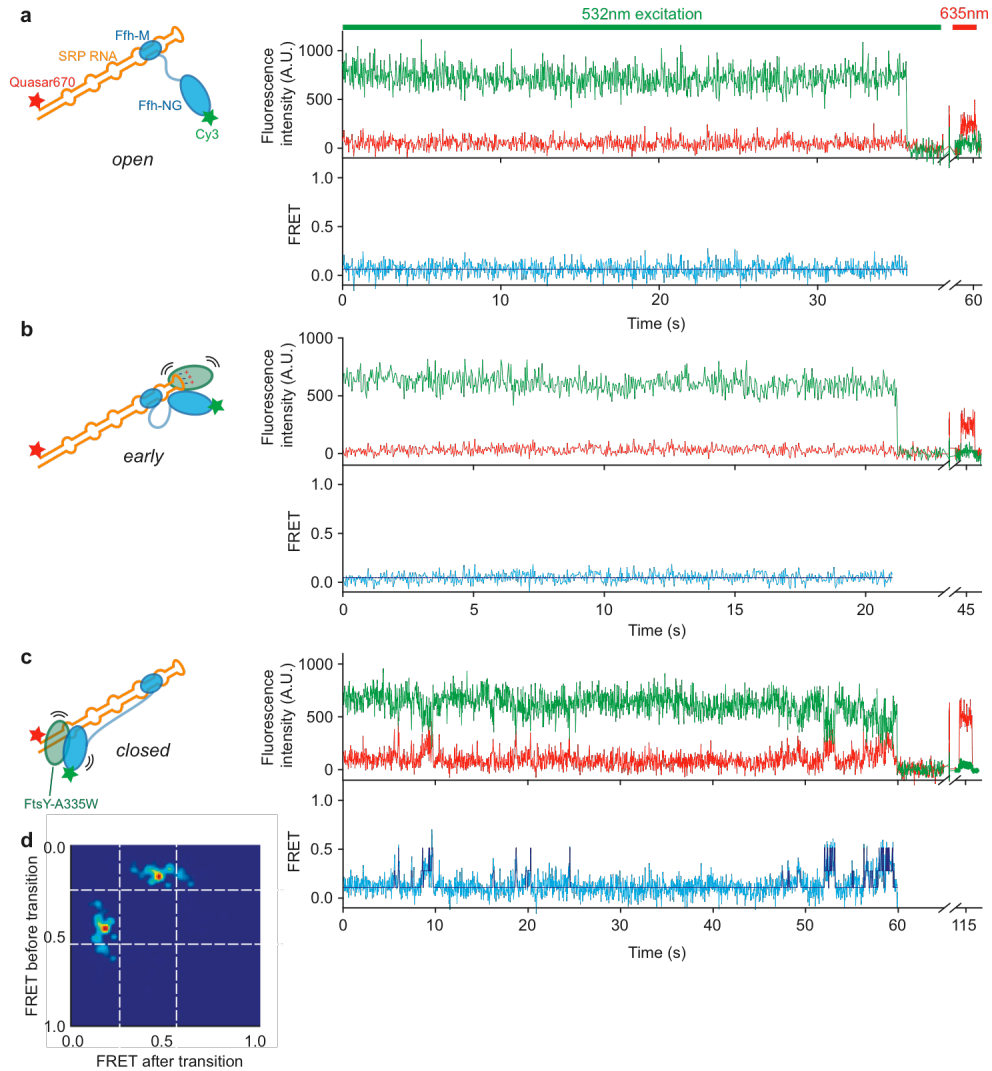 a
532nm excitation
635nm
Ffh-M
SRP RNA
Quasar670
Ffh-NG
Cy3
open
Fluorescence
intensity (A.U.)
1000
500
0
FRET
1.0
0.5
0.0
0 10 20 30 60
Time (s)
b
early
Fluorescence
intensity (A.U.)
1000
500
0
FRET
1.0
0.5
0.0
0 5 10 15 20 45
Time (s)
c
closed
FtsY-A335W
Fluorescence
intensity (A.U.)
1000
500
0
FRET
1.0
0.5
0.0
0 10 20 30 40 50 60 115
Time (s)
d
FRET before transition
0.0
0.5
1.0
0.0 0.5 1.0
FRET after transition